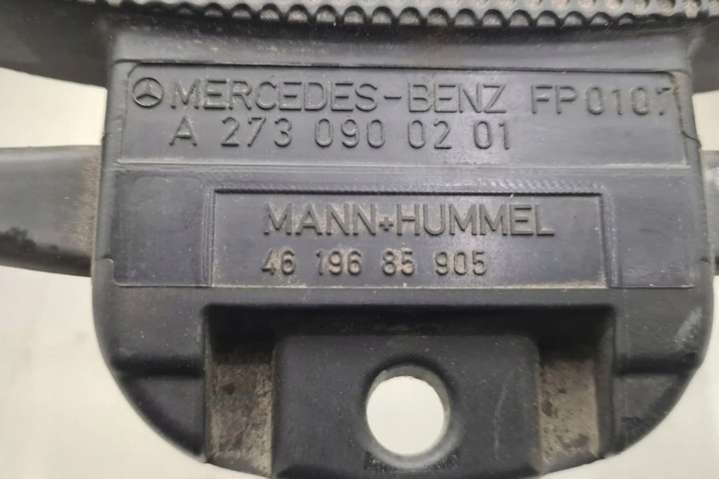 MERCEDES-BENZ FP0107
A 273 090 02 01
MANN+HUMMEL
46 196 85 905